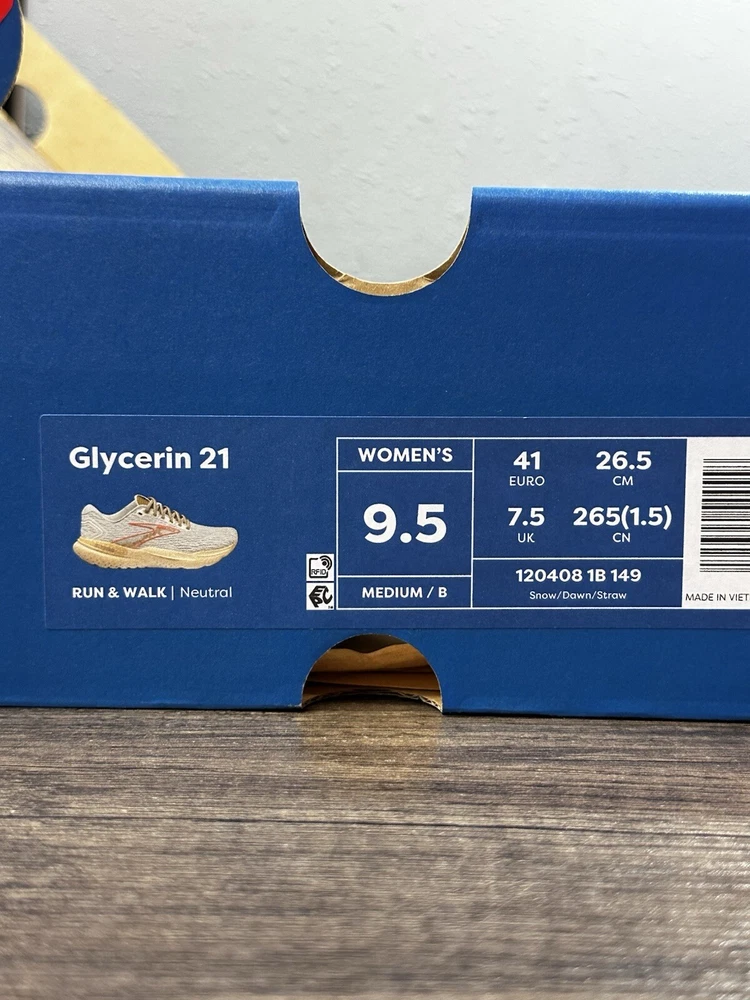 Glycerin 21
RUN & WALK | Neutral
RFID
WOMEN'S
9.5
MEDIUM / B
41
EURO
26.5
CM
7.5
UK
265(1.5)
CN
120408 1B 149
Snow/Dawn/Straw
MADE IN VIET